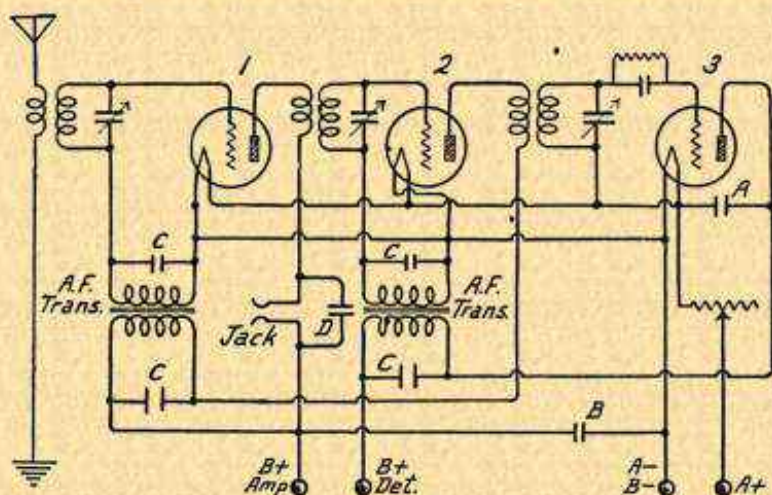 1
2
3
A
C
C
A.F.
Trans.
A.F.
Trans.
Jack
D
C
C
B
B+
Amp
B+
Det.
A-
B-
A+